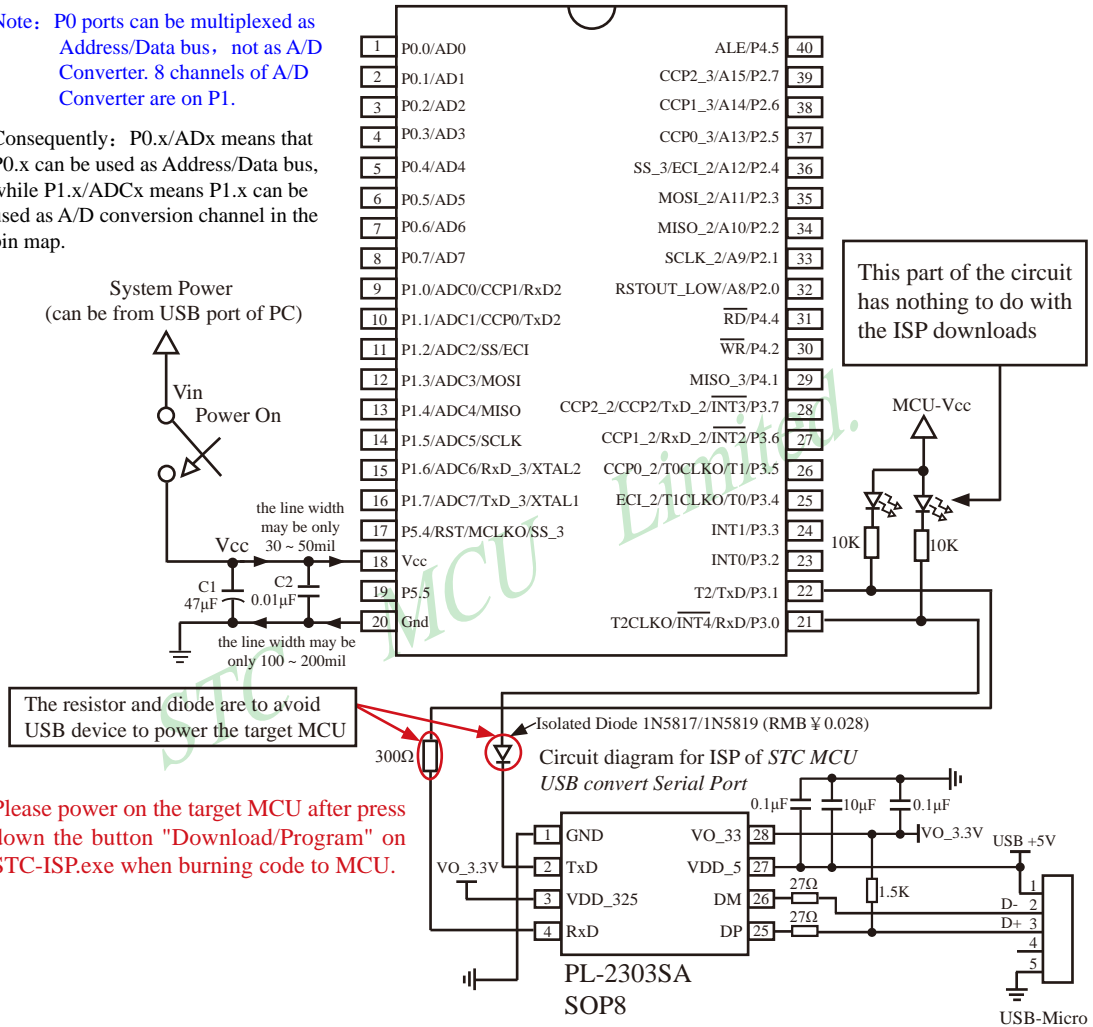 Note：P0 ports can be multiplexed as
Address/Data bus，not as A/D
Converter. 8 channels of A/D
Converter are on P1.
Consequently：P0.x/ADx means that
P0.x can be used as Address/Data bus,
while P1.x/ADCx means P1.x can be
used as A/D conversion channel in the
pin map.
System Power
(can be from USB port of PC)
Vin
Power On
the line width
may be only
30 ~ 50mil
Vcc
C1
47μF
C2
0.01μF
the line width may be
only 100 ~ 200mil
1 P0.0/AD0
2 P0.1/AD1
3 P0.2/AD2
4 P0.3/AD3
5 P0.4/AD4
6 P0.5/AD5
7 P0.6/AD6
8 P0.7/AD7
9 P1.0/ADC0/CCP1/RxD2
10 P1.1/ADC1/CCP0/TxD2
11 P1.2/ADC2/SS/ECI
12 P1.3/ADC3/MOSI
13 P1.4/ADC4/MISO
14 P1.5/ADC5/SCLK
15 P1.6/ADC6/RxD_3/XTAL2
16 P1.7/ADC7/TxD_3/XTAL1
17 P5.4/RST/MCLKO/SS_3
18 Vcc
19 P5.5
20 Gnd
ALE/P4.5 40
CCP2_3/A15/P2.7 39
CCP1_3/A14/P2.6 38
CCP0_3/A13/P2.5 37
SS_3/ECI_2/A12/P2.4 36
MOSI_2/A11/P2.3 35
MISO_2/A10/P2.2 34
SCLK_2/A9/P2.1 33
RSTOUT_LOW/A8/P2.0 32
RD/P4.4 31
WR/P4.2 30
MISO_3/P4.1 29
CCP2_2/CCP2/TxD_2/INT3/P3.7 28
CCP1_2/RxD_2/INT2/P3.6 27
CCP0_2/T0CLKO/T1/P3.5 26
ECI_2/T1CLKO/T0/P3.4 25
INT1/P3.3 24
INT0/P3.2 23
T2/TxD/P3.1 22
T2CLKO/INT4/RxD/P3.0 21
STC MCU Limited.
This part of the circuit
has nothing to do with
the ISP downloads
MCU-Vcc
10K
10K
The resistor and diode are to avoid
USB device to power the target MCU
300Ω
Isolated Diode 1N5817/1N5819 (RMB￥0.028)
Circuit diagram for ISP of STC MCU
USB convert Serial Port
Please power on the target MCU after press
down the button "Download/Program" on
STC-ISP.exe when burning code to MCU.
0.1μF
10μF
0.1μF
VO_3.3V
1 GND
2 TxD
3 VDD_325
4 RxD
VO_33 28
VDD_5 27
DM 26
DP 25
VO_3.3V
USB +5V
27Ω
27Ω
1.5K
1
D- 2
D+ 3
4
5
PL-2303SA
SOP8
USB-Micro